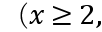 (x ≥ 2,